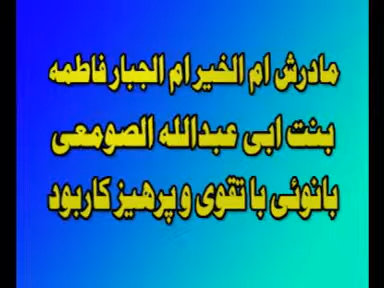 مادرش ام الخیر ام الجبار فاطمه
بنت ابی عبدالله الصومعی
بانوئی با تقوی و پرهیز کار بود